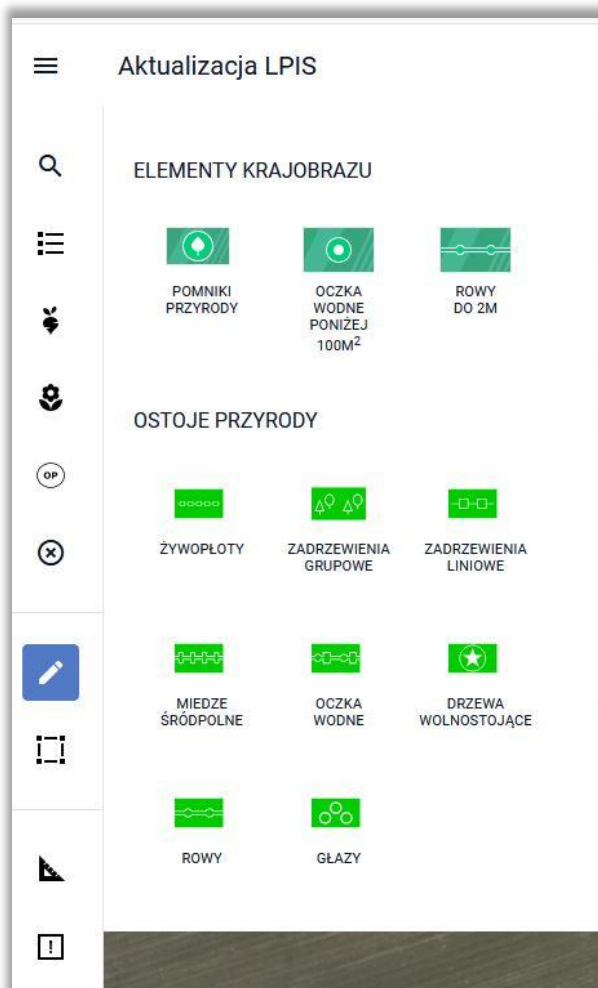 Aktualizacja LPIS
ELEMENTY KRAJOBRAZU
POMNIKI
PRZYRODY
OCZKA
WODNE
PONIŻEJ
100M²
ROWY
DO 2M
OSTOJE PRZYRODY
OP
ŻYWOPŁOTY
ZADRZEWIENIA
GRUPOWE
ZADRZEWIENIA
LINIOWE
MIEDZE
ŚRÓDPOLNE
OCZKA
WODNE
DRZEWA
WOLNOSTOJĄCE
ROWY
GŁAZY